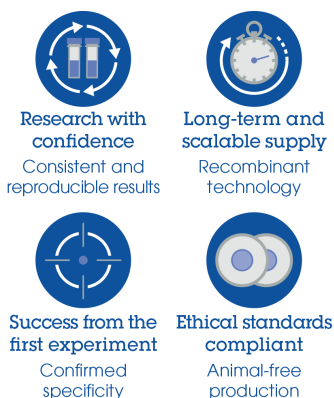 Research with
confidence
Consistent and
reproducible results
Long-term and
scalable supply
Recombinant
technology
Success from the
first experiment
Confirmed
specificity
Ethical standards
compliant
Animal-free
production